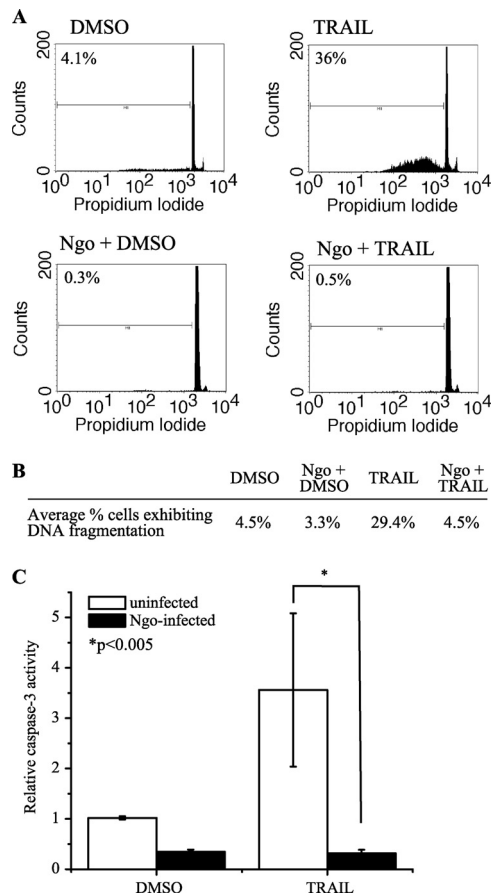 A
DMSO
TRAIL
200
4.1%
Counts
0
10^0 10^1 10^2 10^3 10^4
Propidium Iodide
200
36%
Counts
0
10^0 10^1 10^2 10^3 10^4
Propidium Iodide
Ngo + DMSO
Ngo + TRAIL
200
0.3%
Counts
0
10^0 10^1 10^2 10^3 10^4
Propidium Iodide
200
0.5%
Counts
0
10^0 10^1 10^2 10^3 10^4
Propidium Iodide
B
DMSO Ngo + DMSO TRAIL Ngo + TRAIL
Average % cells exhibiting
DNA fragmentation
4.5% 3.3% 29.4% 4.5%
C
uninfected
Ngo-infected
*p<0.005
*
Relative caspase-3 activity
5
4
3
2
1
0
DMSO TRAIL